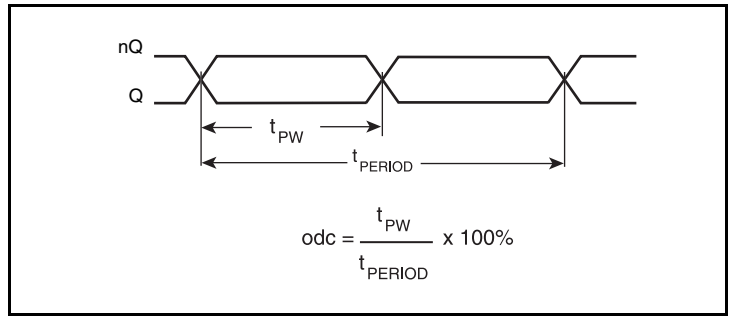 nQ
Q
tPW
tPERIOD
odc = tPW / tPERIOD x 100%